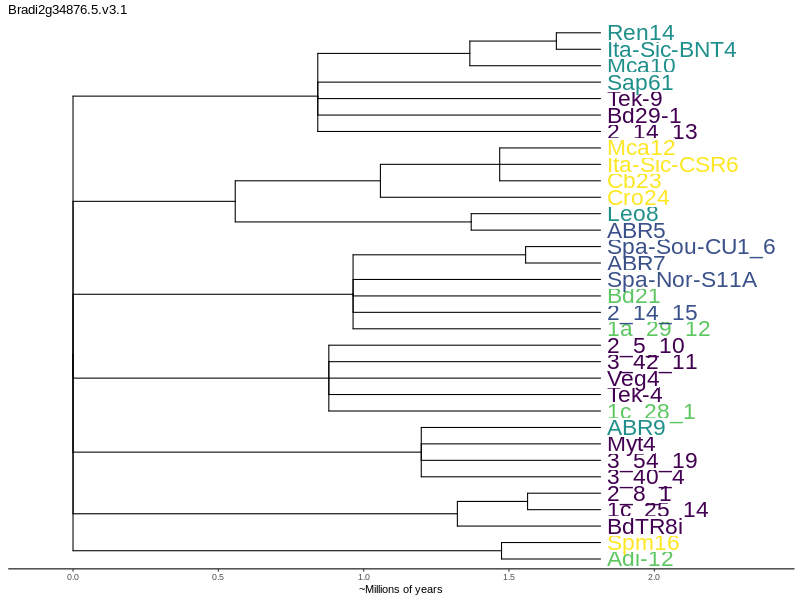 Bradi2g34876.5.v3.1
Ren14
Ita-Sic-BNT4
Mca10
Sap61
Tek-9
Bd29-1
2_14_13
Mca12
Ita-Sic-CSR6
Cb23
Cro24
Leo8
ABR5
Spa-Sou-CU1_6
ABR7
Spa-Nor-S11A
Bd21
2_14_15
1a_29_12
2_5_10
3_42_11
Veg4
Tek-4
1c_28_1
ABR9
Myt4
3_54_19
3_40_4
2_8_1
1c_25_14
BdTR8i
Spm16
Adi-12
0.0 0.5 1.0 1.5 2.0
~Millions of years